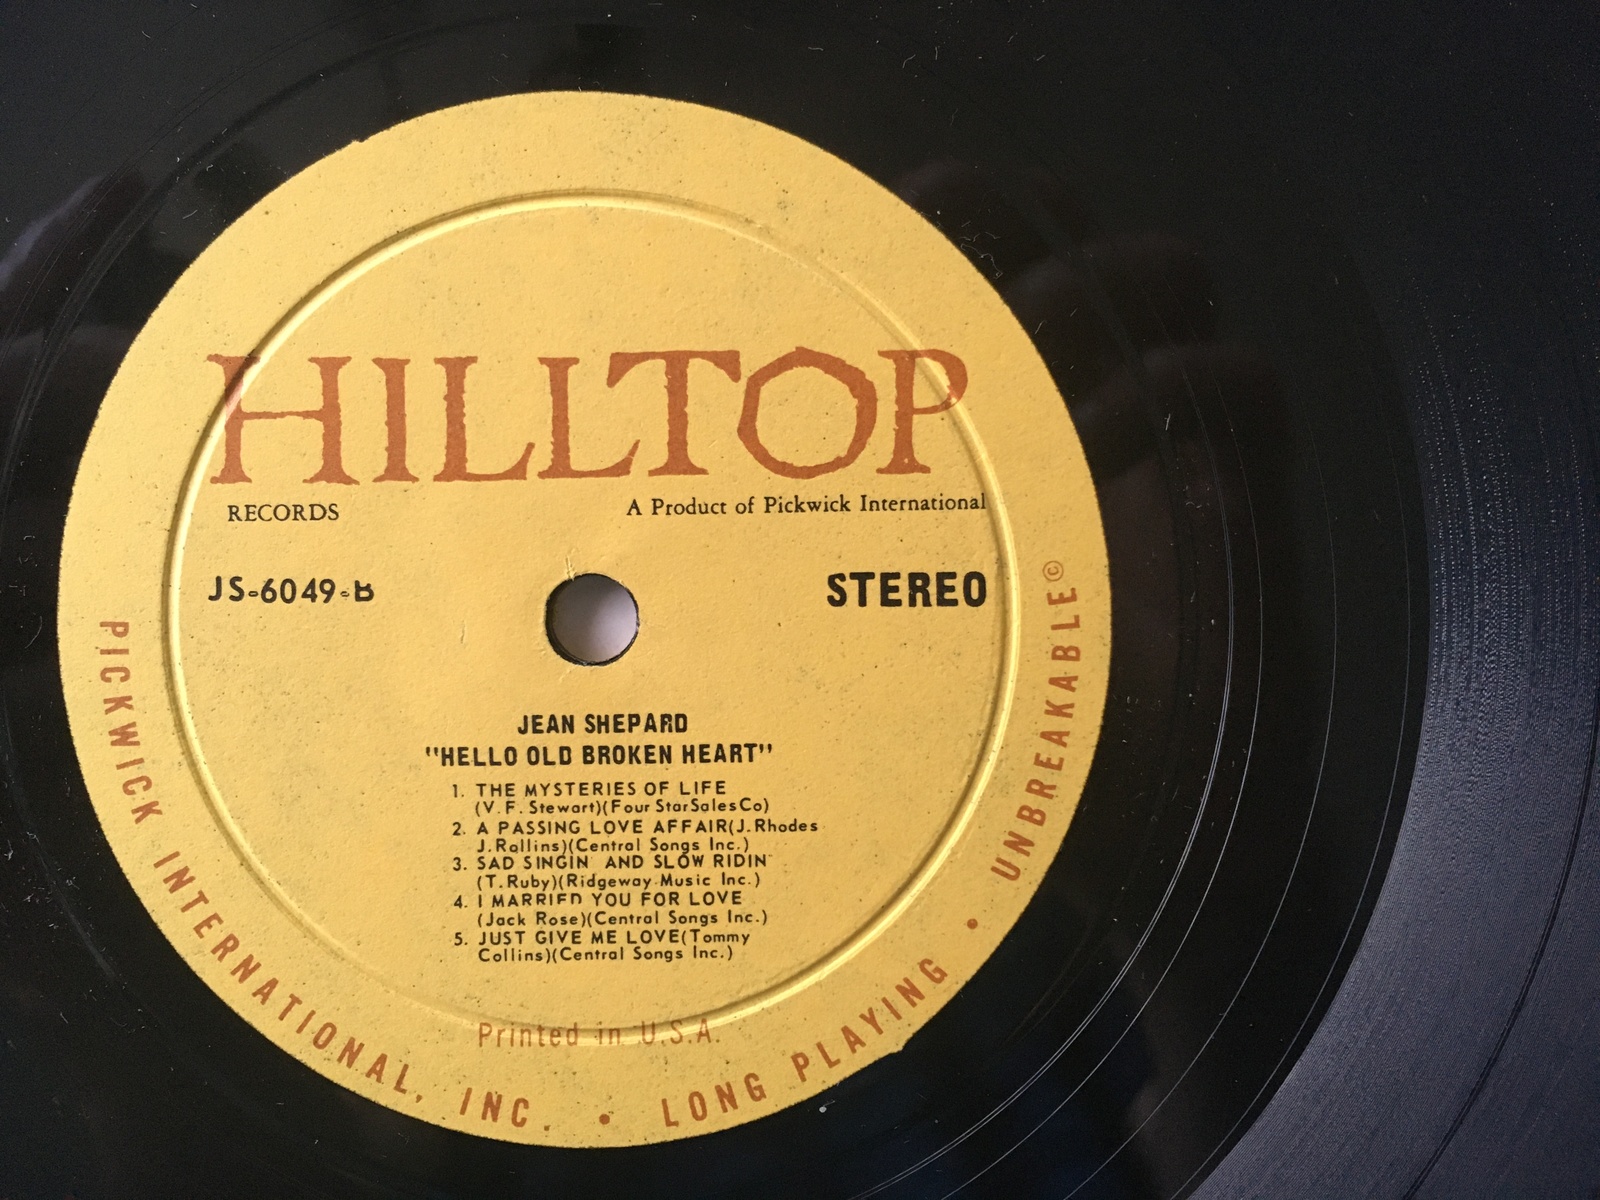 HILLTOP
RECORDS
A Product of Pickwick International
JS-6049-B
STEREO
JEAN SHEPARD
"HELLO OLD BROKEN HEART"
1. THE MYSTERIES OF LIFE
(V. F. Stewart)(Four Star Sales Co)
2. A PASSING LOVE AFFAIR(J. Rhodes
J. Rollins)(Central Songs Inc.)
3. SAD SINGIN' AND SLOW RIDIN'
(T. Ruby)(Ridgeway Music Inc.)
4. I MARRIED YOU FOR LOVE
(Jack Rose)(Central Songs Inc.)
5. JUST GIVE ME LOVE(Tommy
Collins)(Central Songs Inc.)
Printed in U.S.A.
PICKWICK INTERNATIONAL, INC. • LONG PLAYING • UNBREAKABLE ©